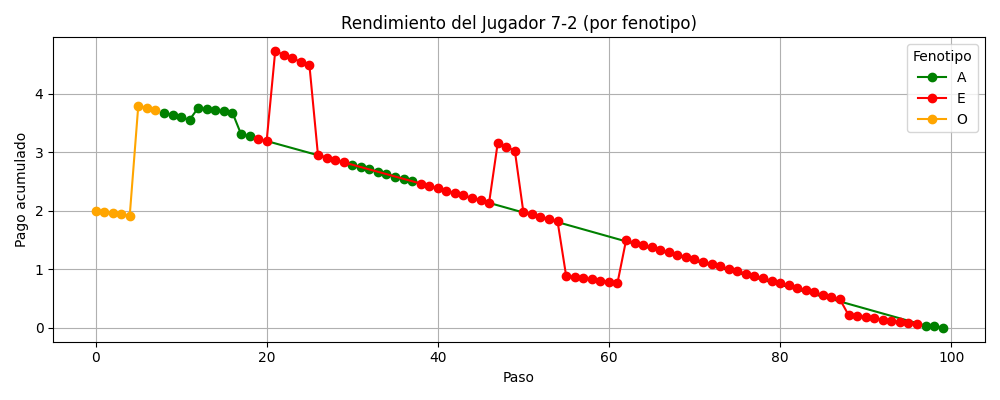 Rendimiento del Jugador 7-2 (por fenotipo)
Pago acumulado
4
3
2
1
0
Fenotipo
A
E
O
0 20 40 60 80 100
Paso